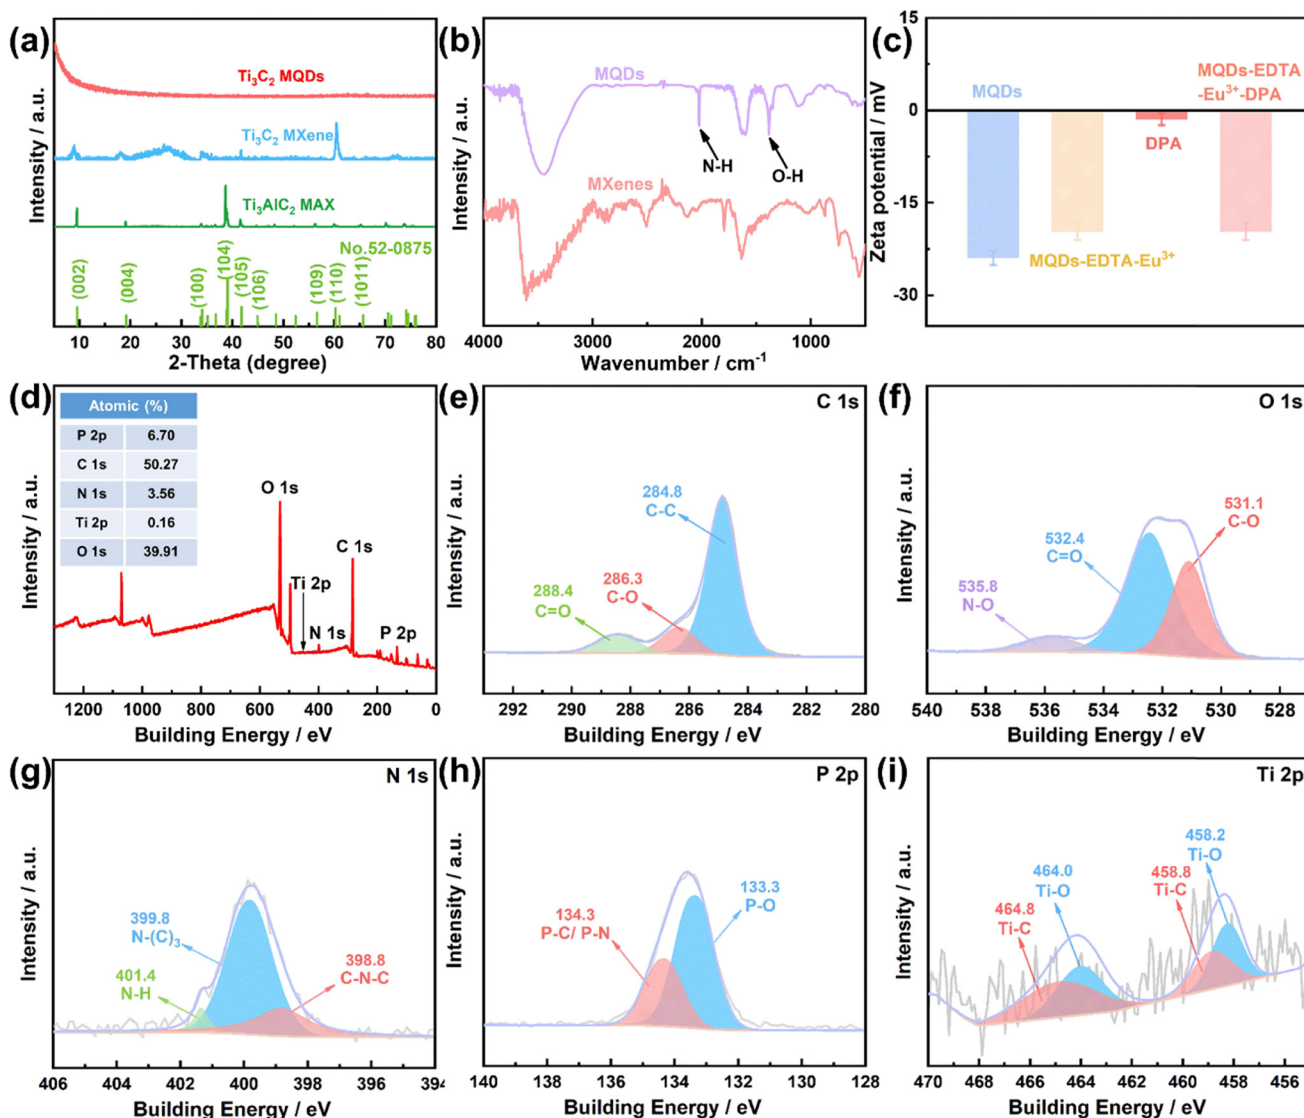 (a)
Ti₃C₂ MQDs
Ti₃C₂ MXene
Ti₃AlC₂ MAX
No.52-0875
(002)
(004)
(100)
(104)
(105)
(106)
(109)
(110)
(1011)
Intensity / a.u.
10 20 30 40 50 60 70 80
2-Theta (degree)
(b)
MQDs
N-H
O-H
MXenes
Intensity / a.u.
4000 3000 2000 1000
Wavenumber / cm⁻¹
(c)
15
0
-15
-30
Zeta potential / mV
MQDs
MQDs-EDTA-Eu³⁺
DPA
MQDs-EDTA
-Eu³⁺-DPA
(d)
Atomic (%)
P 2p 6.70
C 1s 50.27
N 1s 3.56
Ti 2p 0.16
O 1s 39.91
O 1s
Ti 2p
N 1s
C 1s
P 2p
Intensity / a.u.
1200 1000 800 600 400 200 0
Building Energy / eV
(e)
C 1s
284.8
C-C
286.3
C-O
288.4
C=O
Intensity / a.u.
292 290 288 286 284 282 280
Building Energy / eV
(f)
O 1s
531.1
C-O
532.4
C=O
535.8
N-O
Intensity / a.u.
540 538 536 534 532 530 528
Building Energy / eV
(g)
N 1s
399.8
N-(C)₃
401.4
N-H
398.8
C-N-C
Intensity / a.u.
406 404 402 400 398 396 394
Building Energy / eV
(h)
P 2p
134.3
P-C/ P-N
133.3
P-O
Intensity / a.u.
140 138 136 134 132 130 128
Building Energy / eV
(i)
Ti 2p
458.2
Ti-O
458.8
Ti-C
464.0
Ti-O
464.8
Ti-C
Intensity / a.u.
470 468 466 464 462 460 458 456
Building Energy / eV